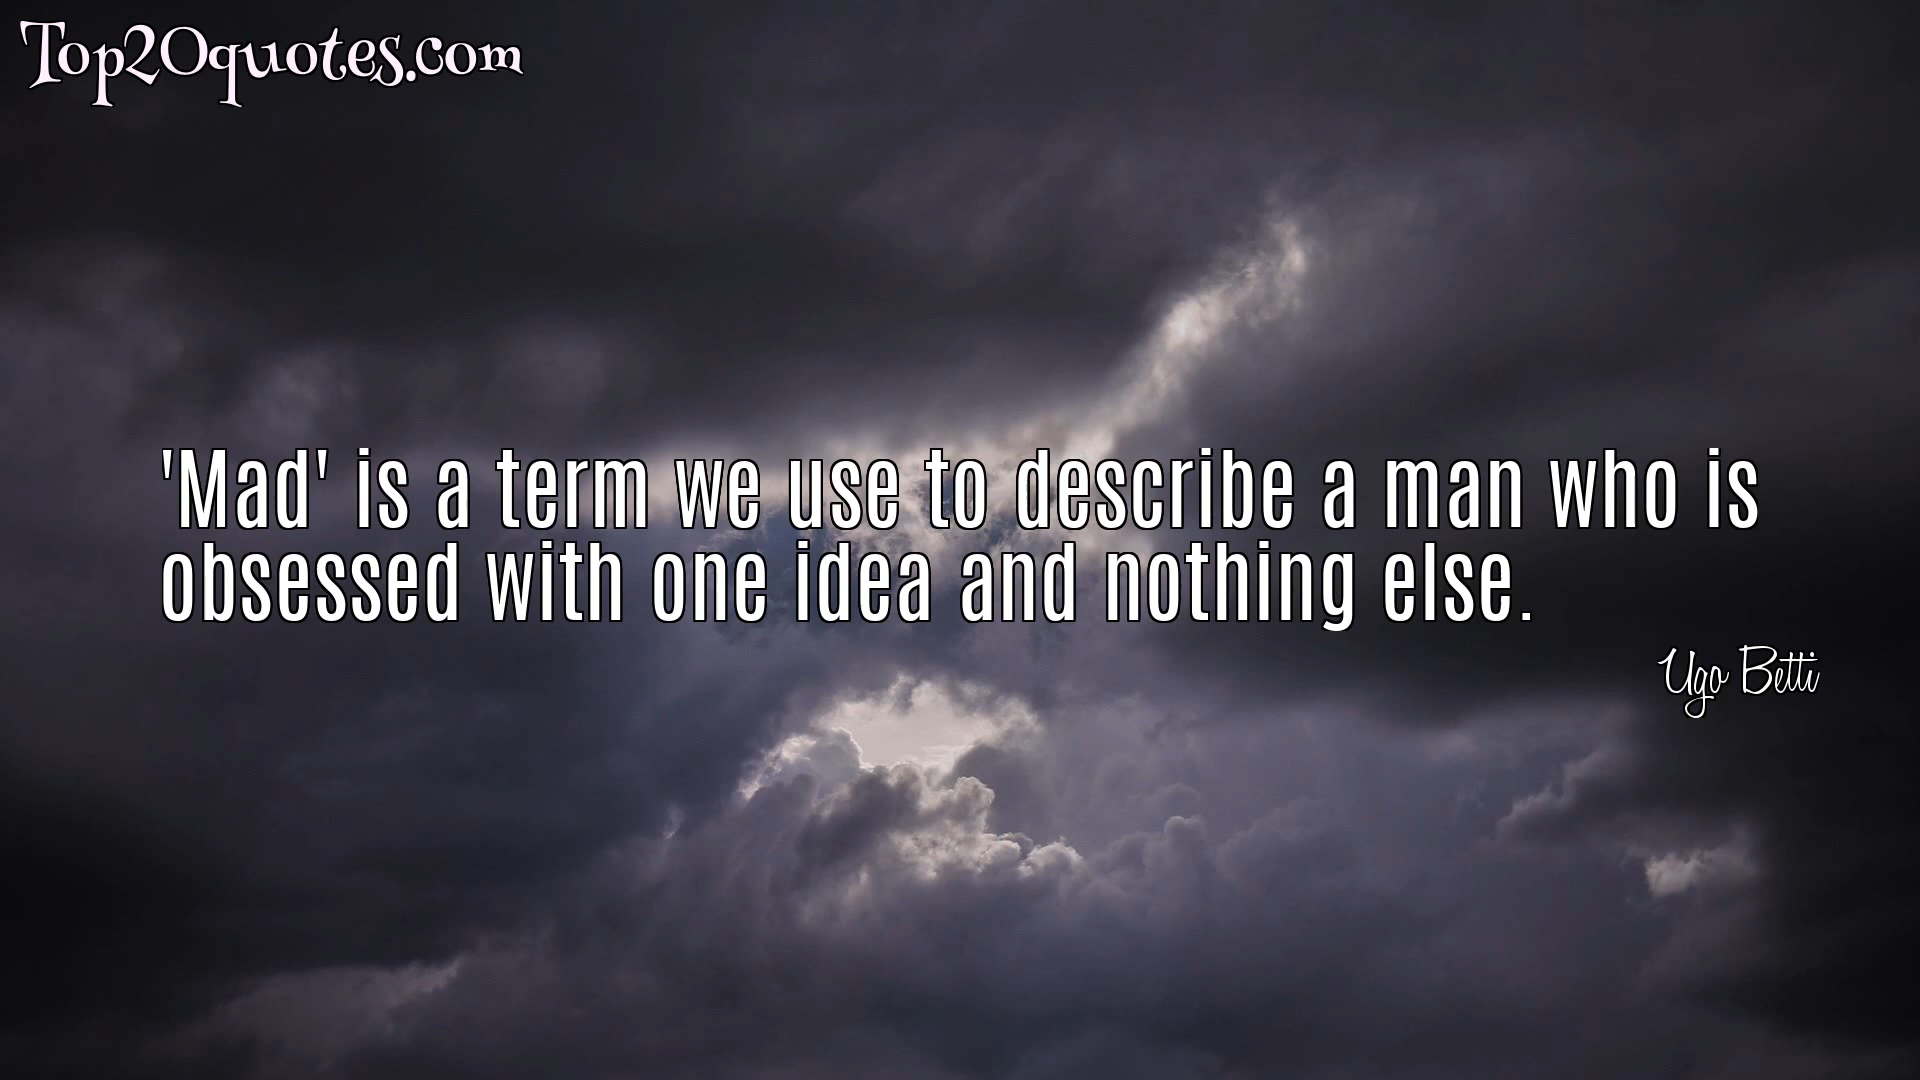 Top20quotes.com
'Mad' is a term we use to describe a man who is
obsessed with one idea and nothing else.
Ugo Betti